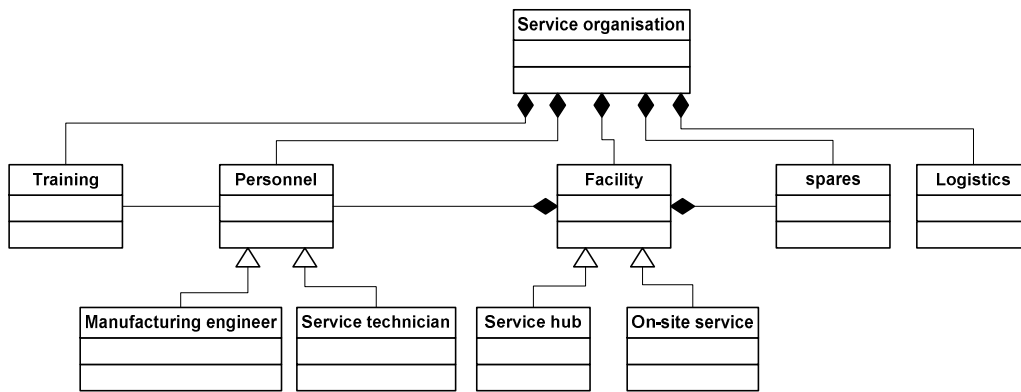 Service organisation
Training
Personnel
Facility
spares
Logistics
Manufacturing engineer
Service technician
Service hub
On-site service